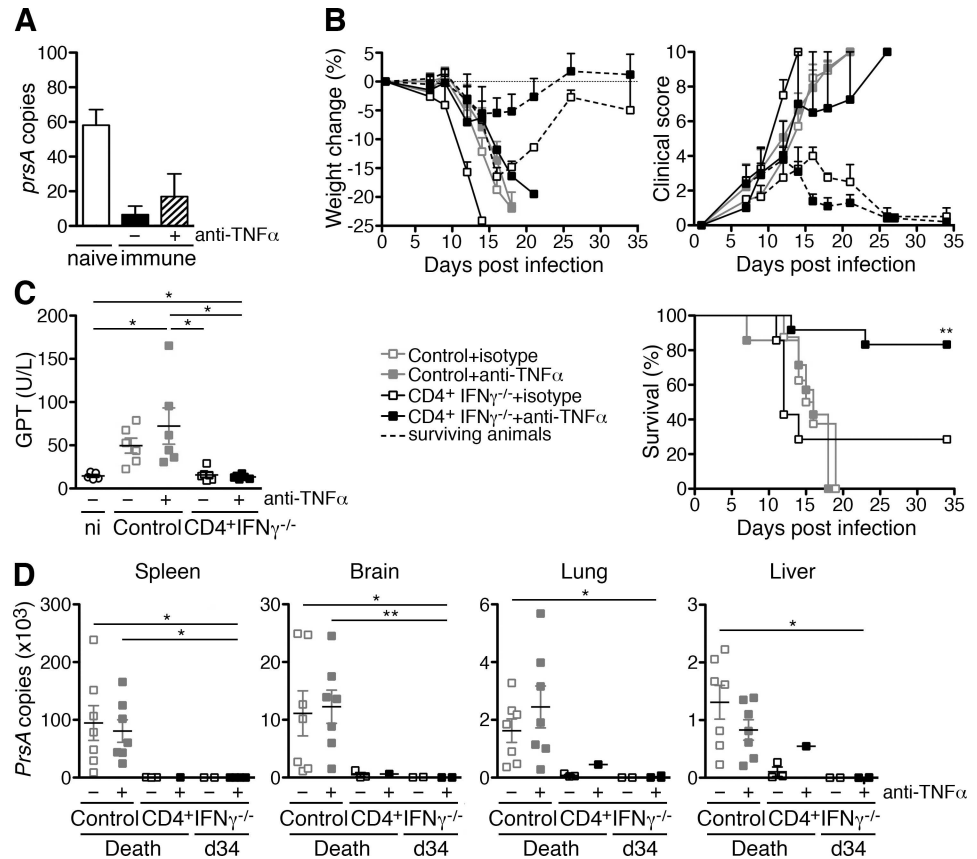 A
100
80
60
40
20
0
prsA copies
− + anti-TNFα
naive immune
B
5
0
-5
-10
-15
-20
-25
Weight change (%)
0 5 10 15 20 25 30 35
Days post infection
10
8
6
4
2
0
Clinical score
0 5 10 15 20 25 30 35
Days post infection
C
200
150
100
50
0
GPT (U/L)
* * * *
− − + − + anti-TNFα
ni Control CD4+IFNγ-/-
Control+isotype
Control+anti-TNFα
CD4+ IFNγ-/-+isotype
CD4+ IFNγ-/-+anti-TNFα
surviving animals
100
80
60
40
20
0
Survival (%)
**
0 5 10 15 20 25 30 35
Days post infection
D
Spleen
300
200
100
0
PrsA copies (x10³)
*
*
− + − + − +
Control CD4+IFNγ-/-
Death d34
Brain
30
20
10
0
*
**
− + − + − +
Control CD4+IFNγ-/-
Death d34
Lung
6
4
2
0
*
− + − + − +
Control CD4+IFNγ-/-
Death d34
Liver
3
2
1
0
*
− + − + − + anti-TNFα
Control CD4+IFNγ-/-
Death d34